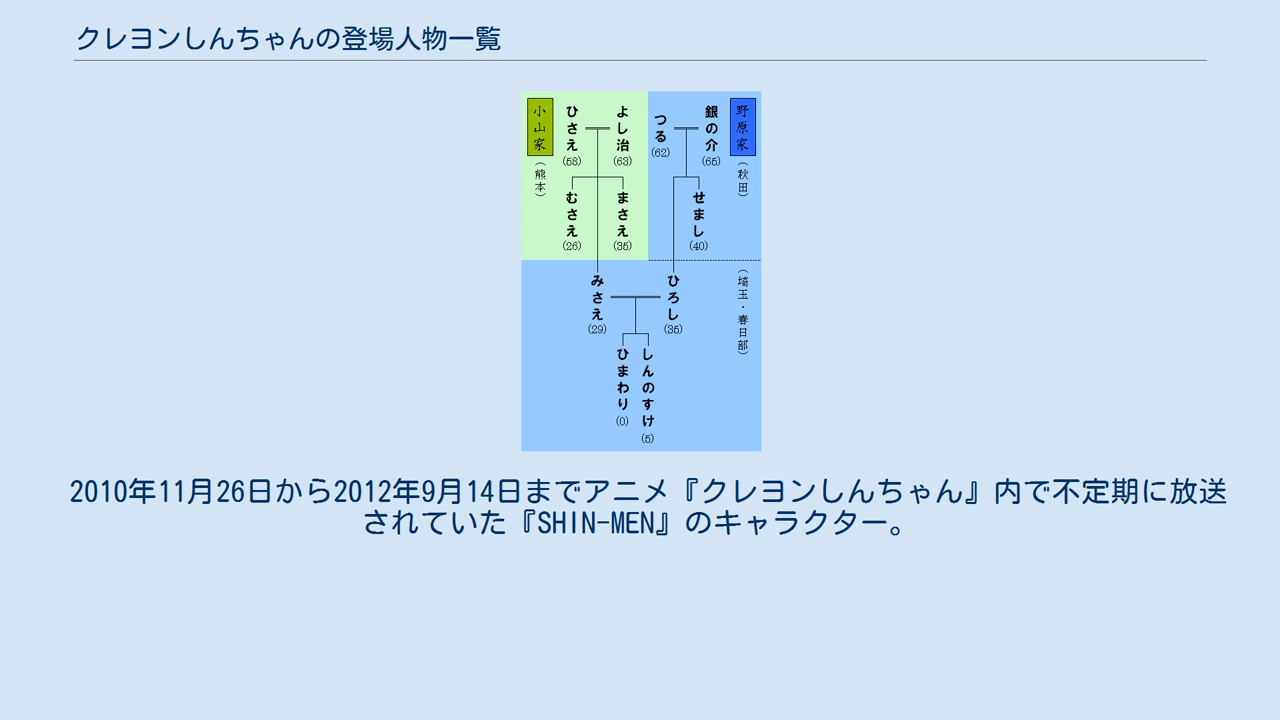 クレヨンしんちゃんの登場人物一覧
野原家
(秋田)
銀の介
(65)
つる
(62)
せまし
(40)
小山家
(熊本)
よし治
(63)
ひさえ
(58)
まさえ
(35)
むさえ
(26)
(埼玉・春日部)
ひろし
(35)
みさえ
(29)
しんのすけ
(5)
ひまわり
(0)
2010年11月26日から2012年9月14日までアニメ『クレヨンしんちゃん』内で不定期に放送
されていた『SHIN-MEN』のキャラクター。